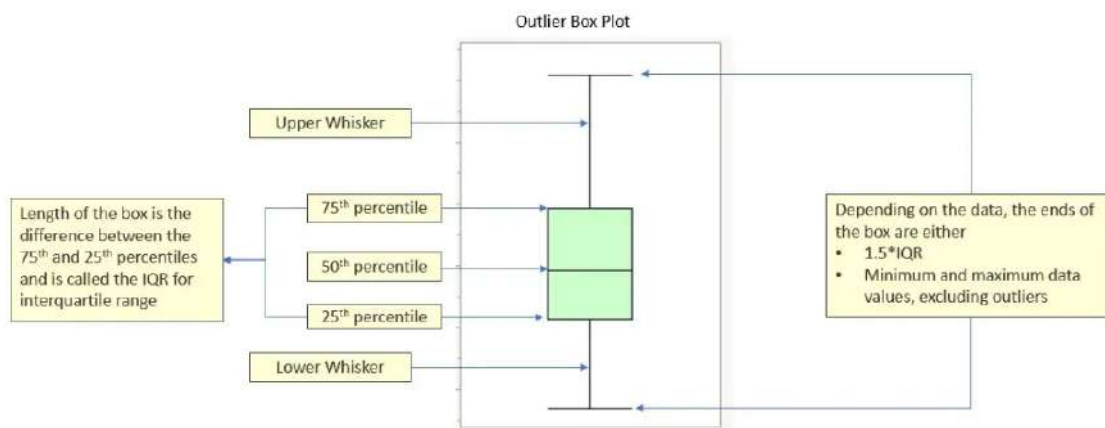 Outlier Box Plot
Upper Whisker
75th percentile
Length of the box is the
difference between the
75th and 25th percentiles
and is called the IQR for
interquartile range
50th percentile
25th percentile
Lower Whisker
Depending on the data, the ends of
the box are either
• 1.5*IQR
• Minimum and maximum data
values, excluding outliers